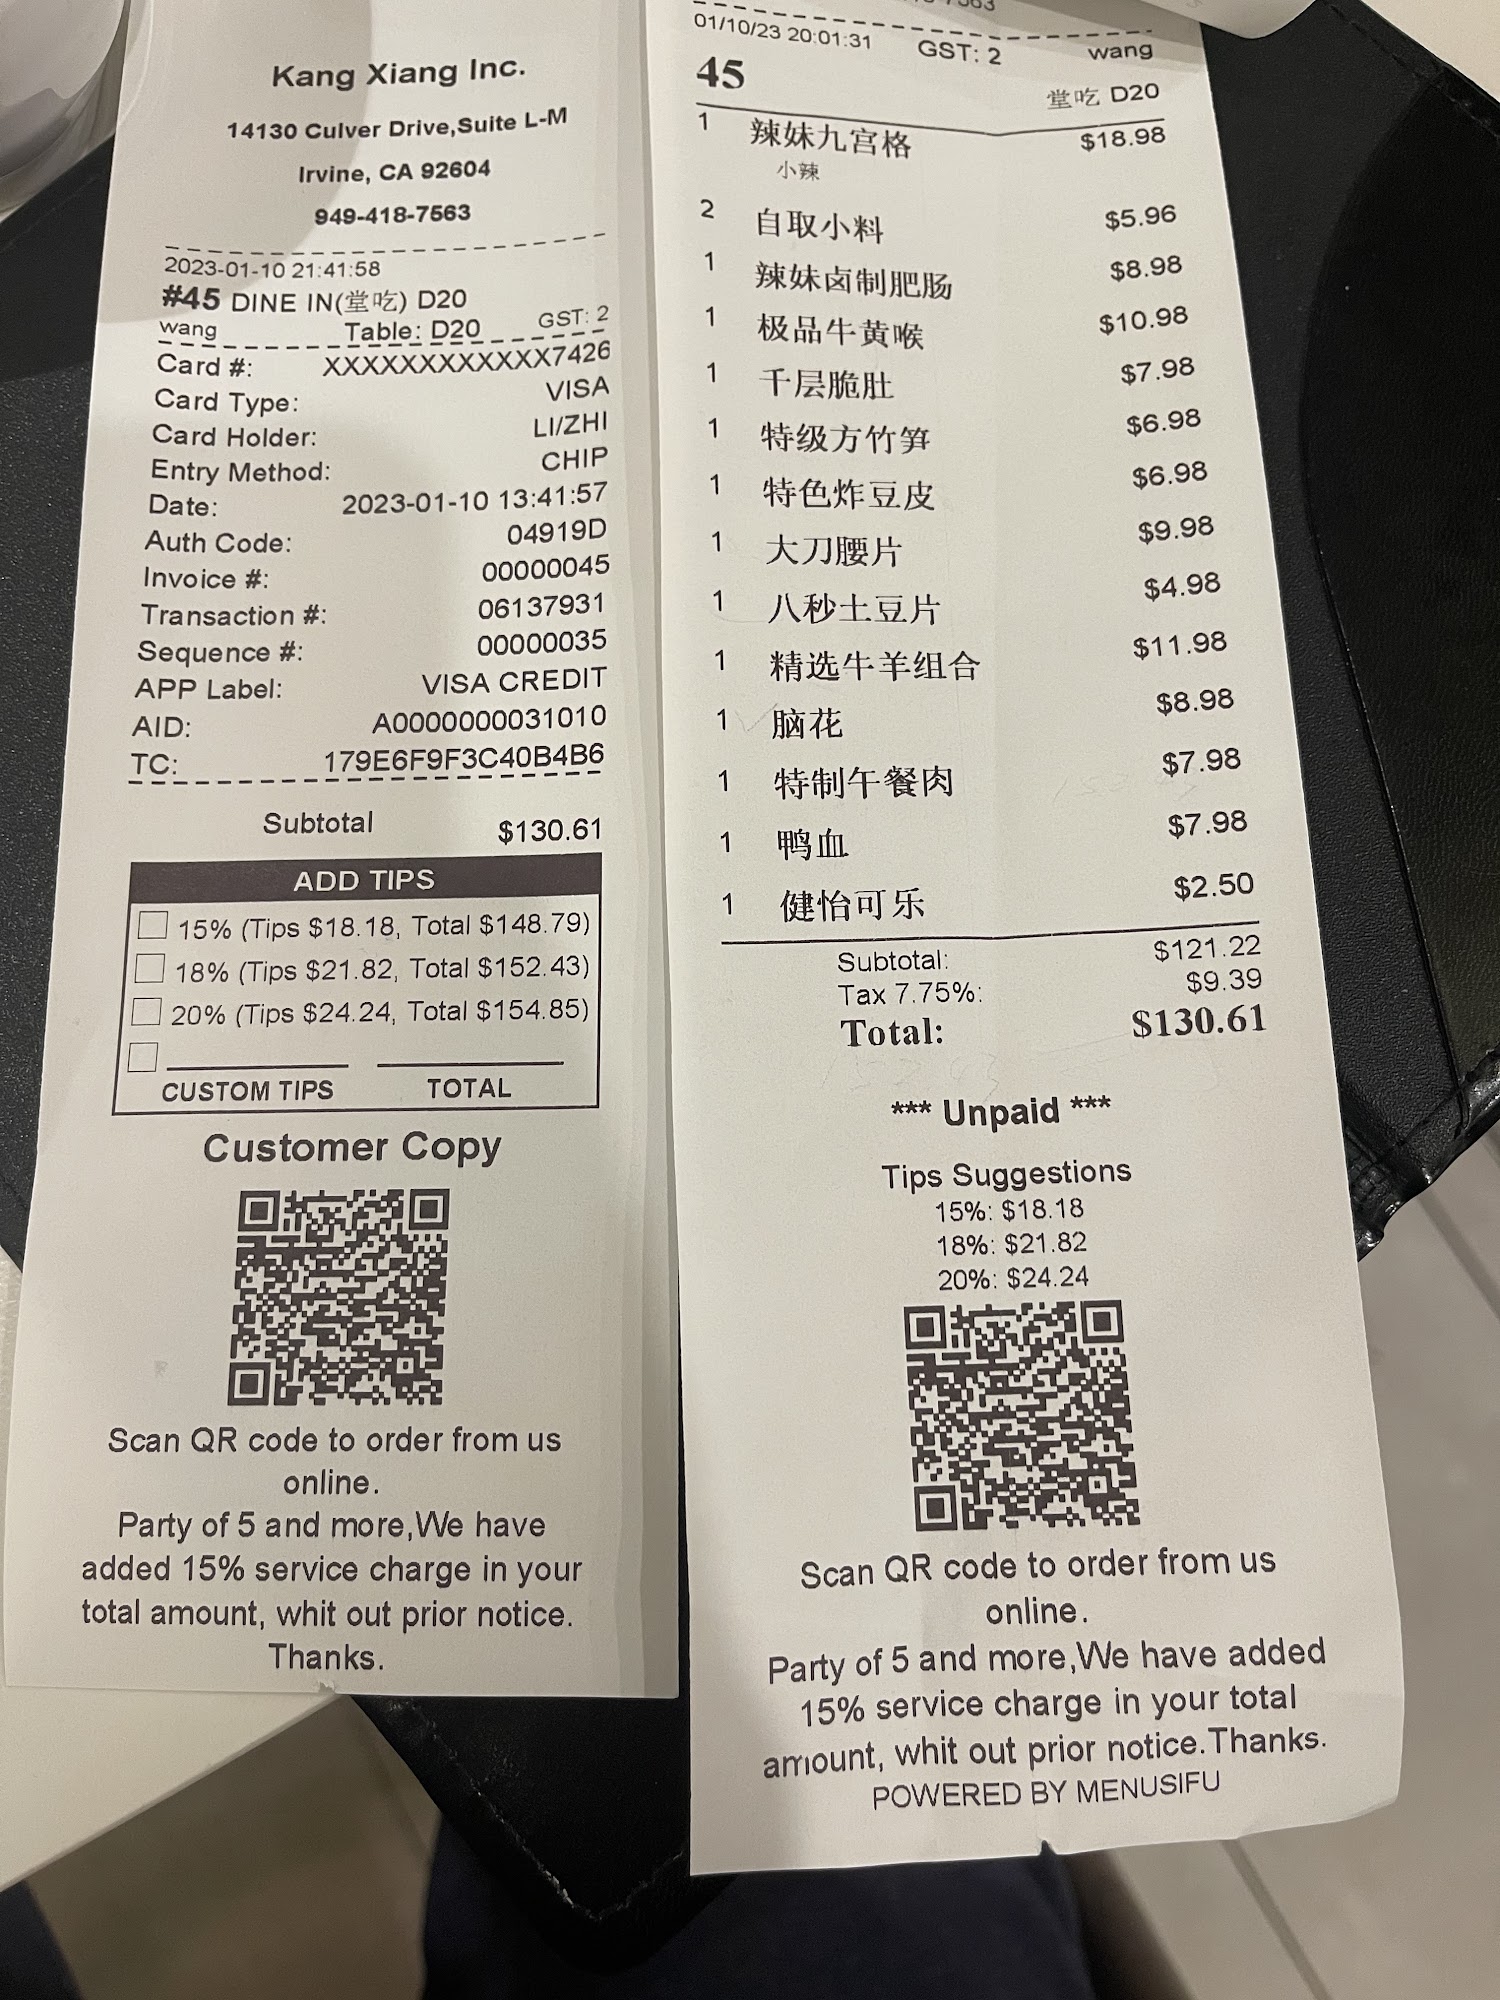 Kang Xiang Inc.
14130 Culver Drive,Suite L-M
Irvine, CA 92604
949-418-7563
2023-01-10 21:41:58
#45 DINE IN(堂吃) D20
wang Table: D20 GST: 2
Card #: XXXXXXXXXXXX7426
Card Type: VISA
Card Holder: LI/ZHI
Entry Method: CHIP
Date: 2023-01-10 13:41:57
Auth Code: 04919D
Invoice #: 00000045
Transaction #: 06137931
Sequence #: 00000035
APP Label: VISA CREDIT
AID: A0000000031010
TC: 179E6F9F3C40B4B6
Subtotal $130.61
ADD TIPS
15% (Tips $18.18, Total $148.79)
18% (Tips $21.82, Total $152.43)
20% (Tips $24.24, Total $154.85)
CUSTOM TIPS TOTAL
Customer Copy
Scan QR code to order from us
online.
Party of 5 and more,We have
added 15% service charge in your
total amount, whit out prior notice.
Thanks.
01/10/23 20:01:31 GST: 2 wang
45 堂吃 D20
1 辣妹九宫格 $18.98
小辣
2 自取小料 $5.96
1 辣妹卤制肥肠 $8.98
1 极品牛黄喉 $10.98
1 千层脆肚 $7.98
1 特级方竹笋 $6.98
1 特色炸豆皮 $6.98
1 大刀腰片 $9.98
1 八秒土豆片 $4.98
1 精选牛羊组合 $11.98
1 脑花 $8.98
1 特制午餐肉 $7.98
1 鸭血 $7.98
1 健怡可乐 $2.50
Subtotal: $121.22
Tax 7.75%: $9.39
Total: $130.61
*** Unpaid ***
Tips Suggestions
15%: $18.18
18%: $21.82
20%: $24.24
Scan QR code to order from us
online.
Party of 5 and more,We have added
15% service charge in your total
amount, whit out prior notice.Thanks.
POWERED BY MENUSIFU